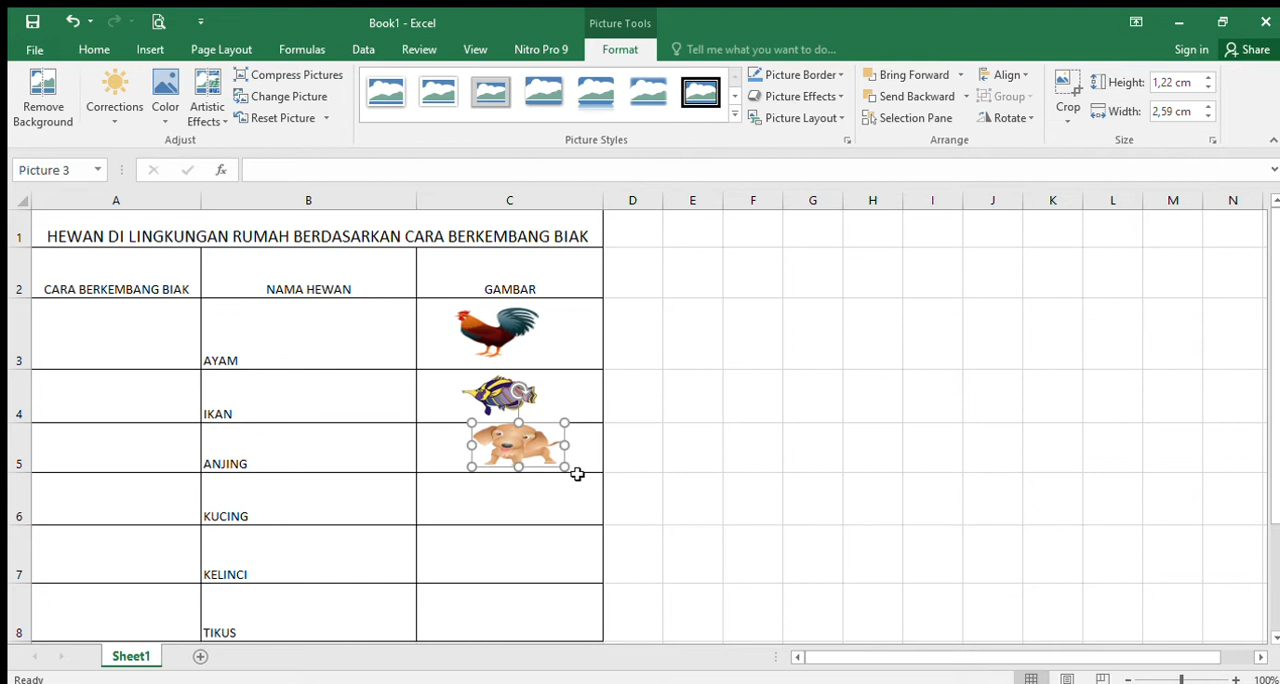 Book1 - Excel
Picture Tools
File Home Insert Page Layout Formulas Data Review View Nitro Pro 9 Format Tell me what you want to do... Sign in Share
Remove Background
Corrections
Color
Artistic Effects
Compress Pictures
Change Picture
Reset Picture
Adjust
Picture Styles
Picture Border
Picture Effects
Picture Layout
Bring Forward
Send Backward
Selection Pane
Align
Group
Rotate
Arrange
Crop
Height: 1,22 cm
Width: 2,59 cm
Size
Picture 3
fx
A B C D E F G H I J K L M N
1 HEWAN DI LINGKUNGAN RUMAH BERDASARKAN CARA BERKEMBANG BIAK
2 CARA BERKEMBANG BIAK NAMA HEWAN GAMBAR
3 AYAM
4 IKAN
5 ANJING
6 KUCING
7 KELINCI
8 TIKUS
Sheet1
Ready
100%